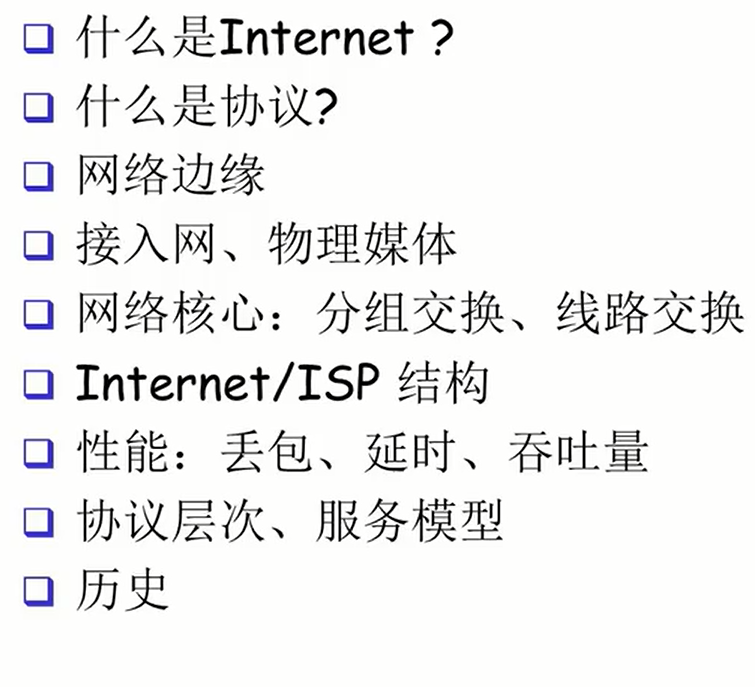 什么是Internet？
什么是协议?
网络边缘
接入网、物理媒体
网络核心：分组交换、线路交换
Internet/ISP 结构
性能：丢包、延时、吞吐量
协议层次、服务模型
历史